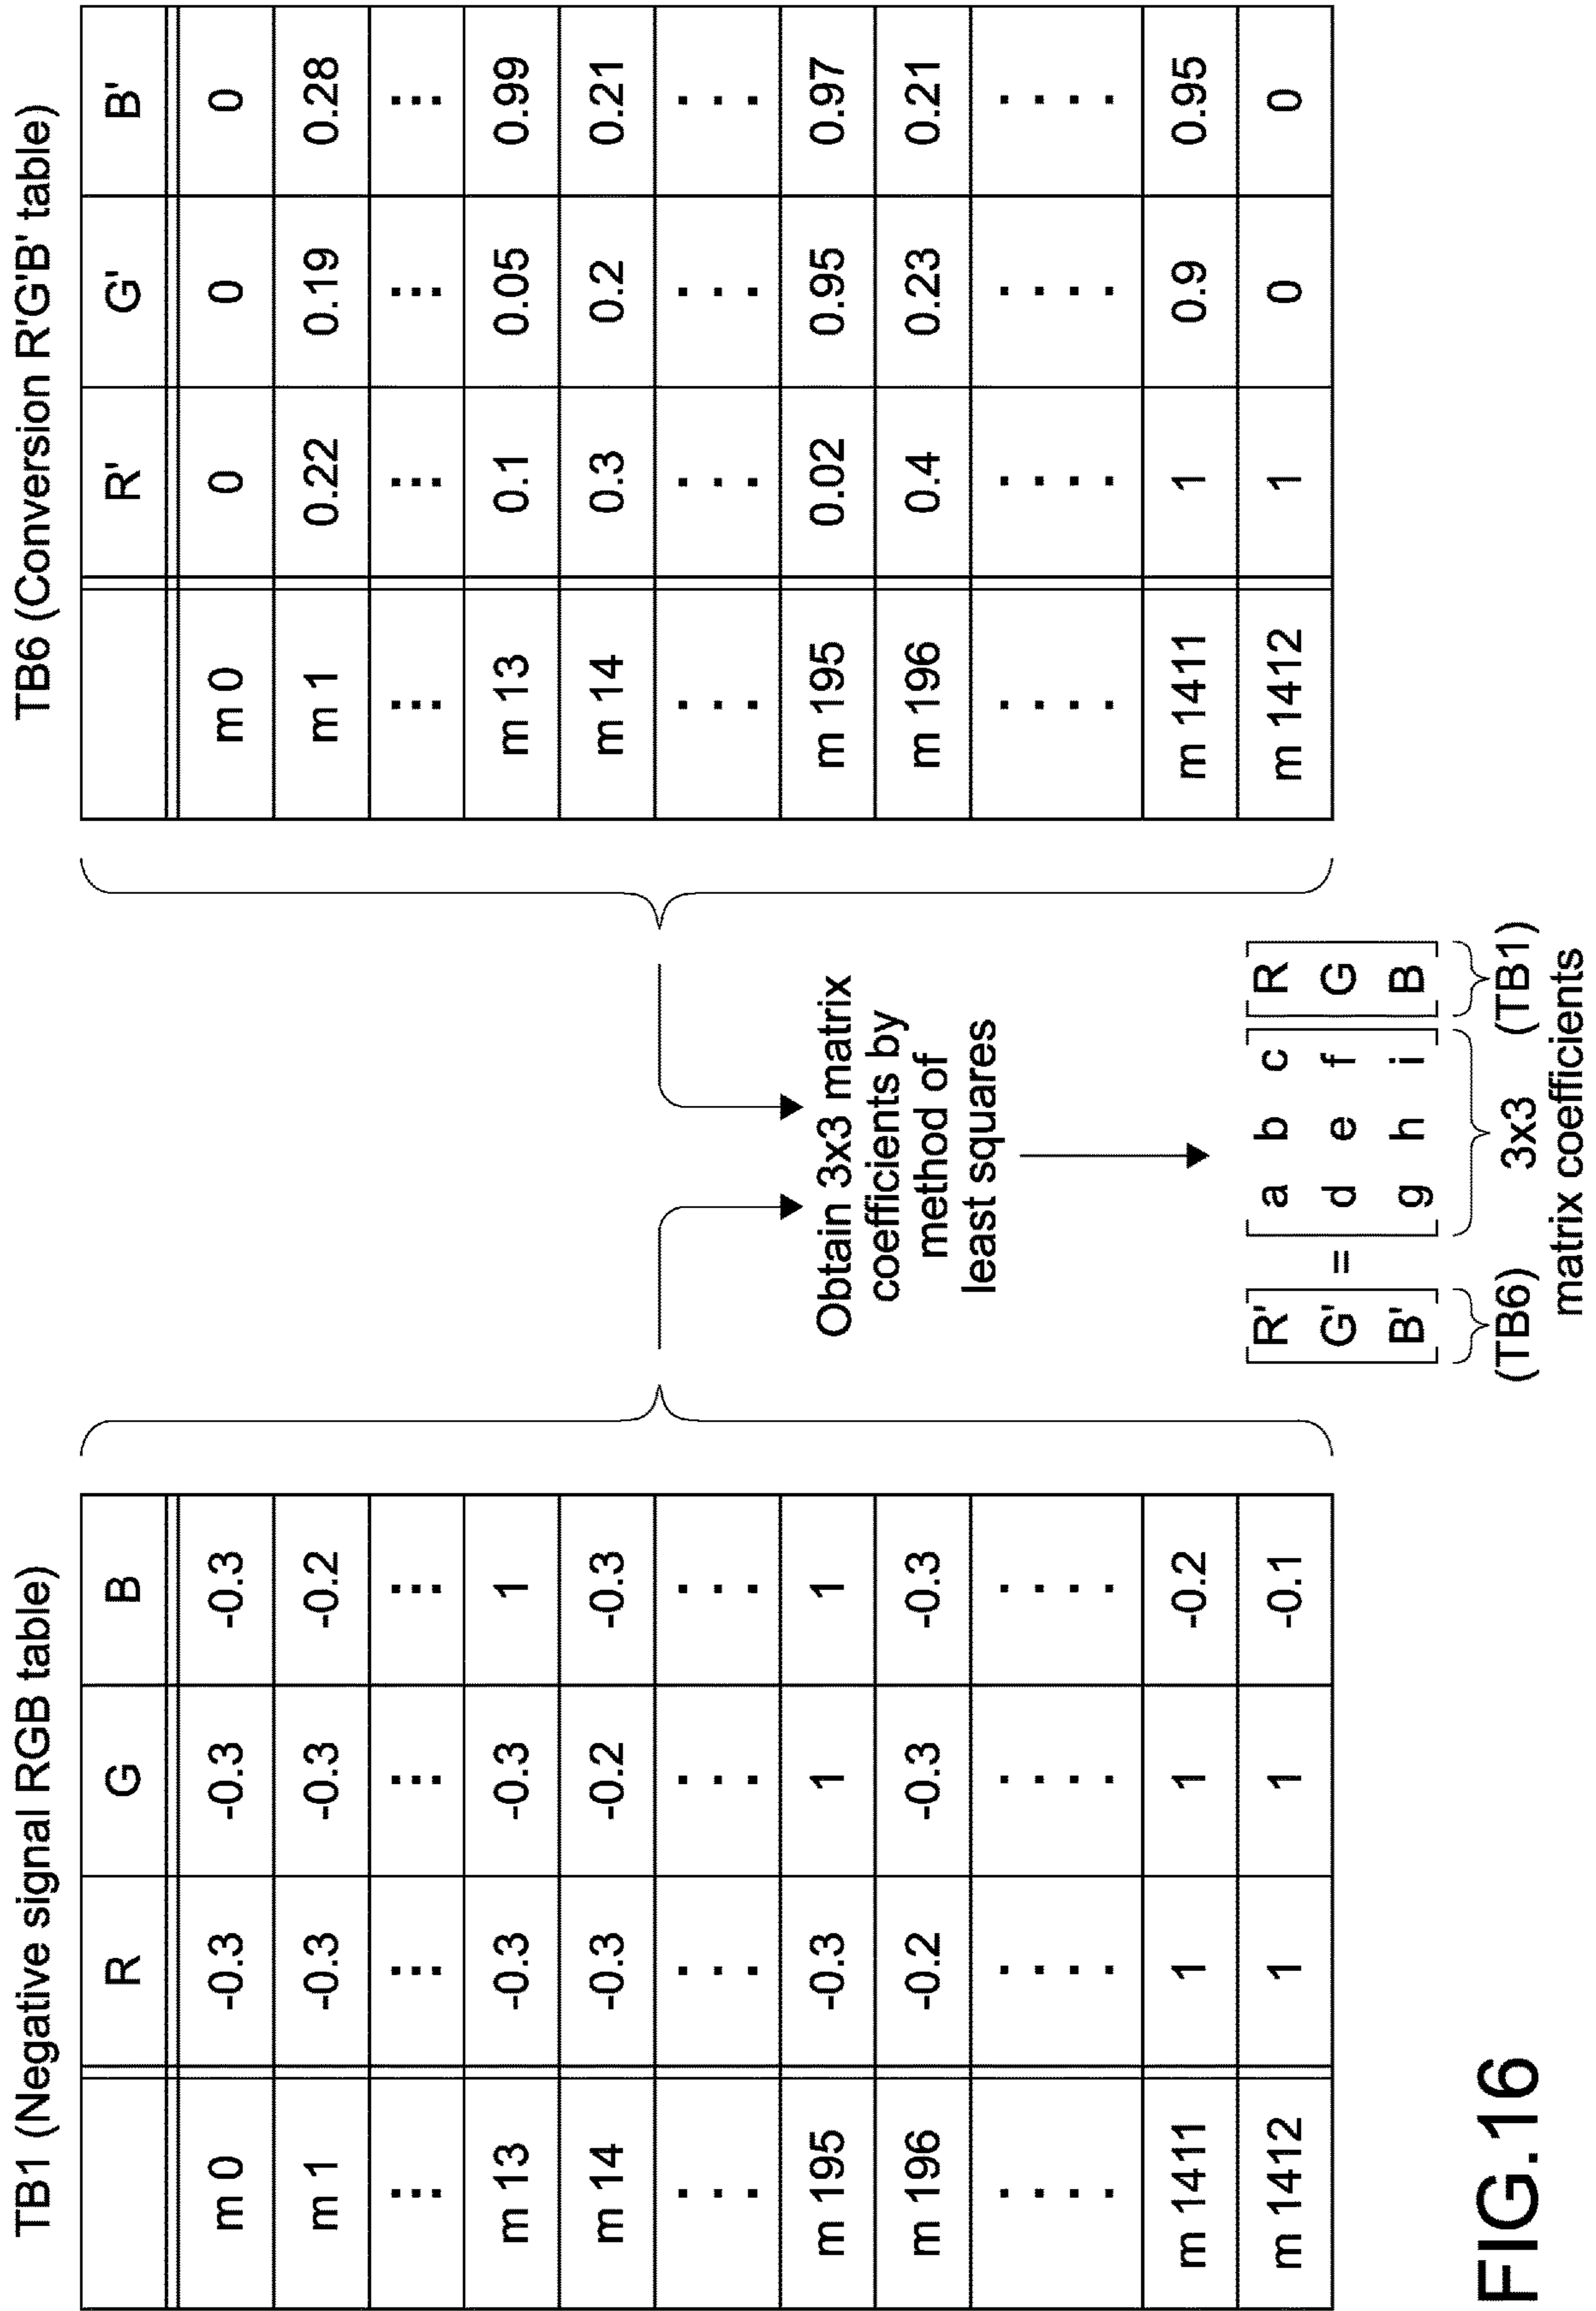 TB1 (Negative signal RGB table)
R G B
m 0 -0.3 -0.3 -0.3
m 1 -0.3 -0.3 -0.2
⋮ ⋮ ⋮ ⋮
m 13 -0.3 -0.3 1
m 14 -0.3 -0.2 -0.3
⋮ ⋮ ⋮ ⋮
m 195 -0.3 1 1
m 196 -0.2 -0.3 -0.3
⋮ ⋮ ⋮ ⋮
m 1411 1 1 -0.2
m 1412 1 1 -0.1
Obtain 3x3 matrix
coefficients by
method of
least squares
R' a b c R
G' = d e f G
B' g h i B
(TB6) 3x3 (TB1)
matrix coefficients
TB6 (Conversion R'G'B' table)
R' G' B'
m 0 0 0 0
m 1 0.22 0.19 0.28
⋮ ⋮ ⋮ ⋮
m 13 0.1 0.05 0.99
m 14 0.3 0.2 0.21
⋮ ⋮ ⋮ ⋮
m 195 0.02 0.95 0.97
m 196 0.4 0.23 0.21
⋮ ⋮ ⋮ ⋮
m 1411 1 0.9 0.95
m 1412 1 0 0
FIG.16